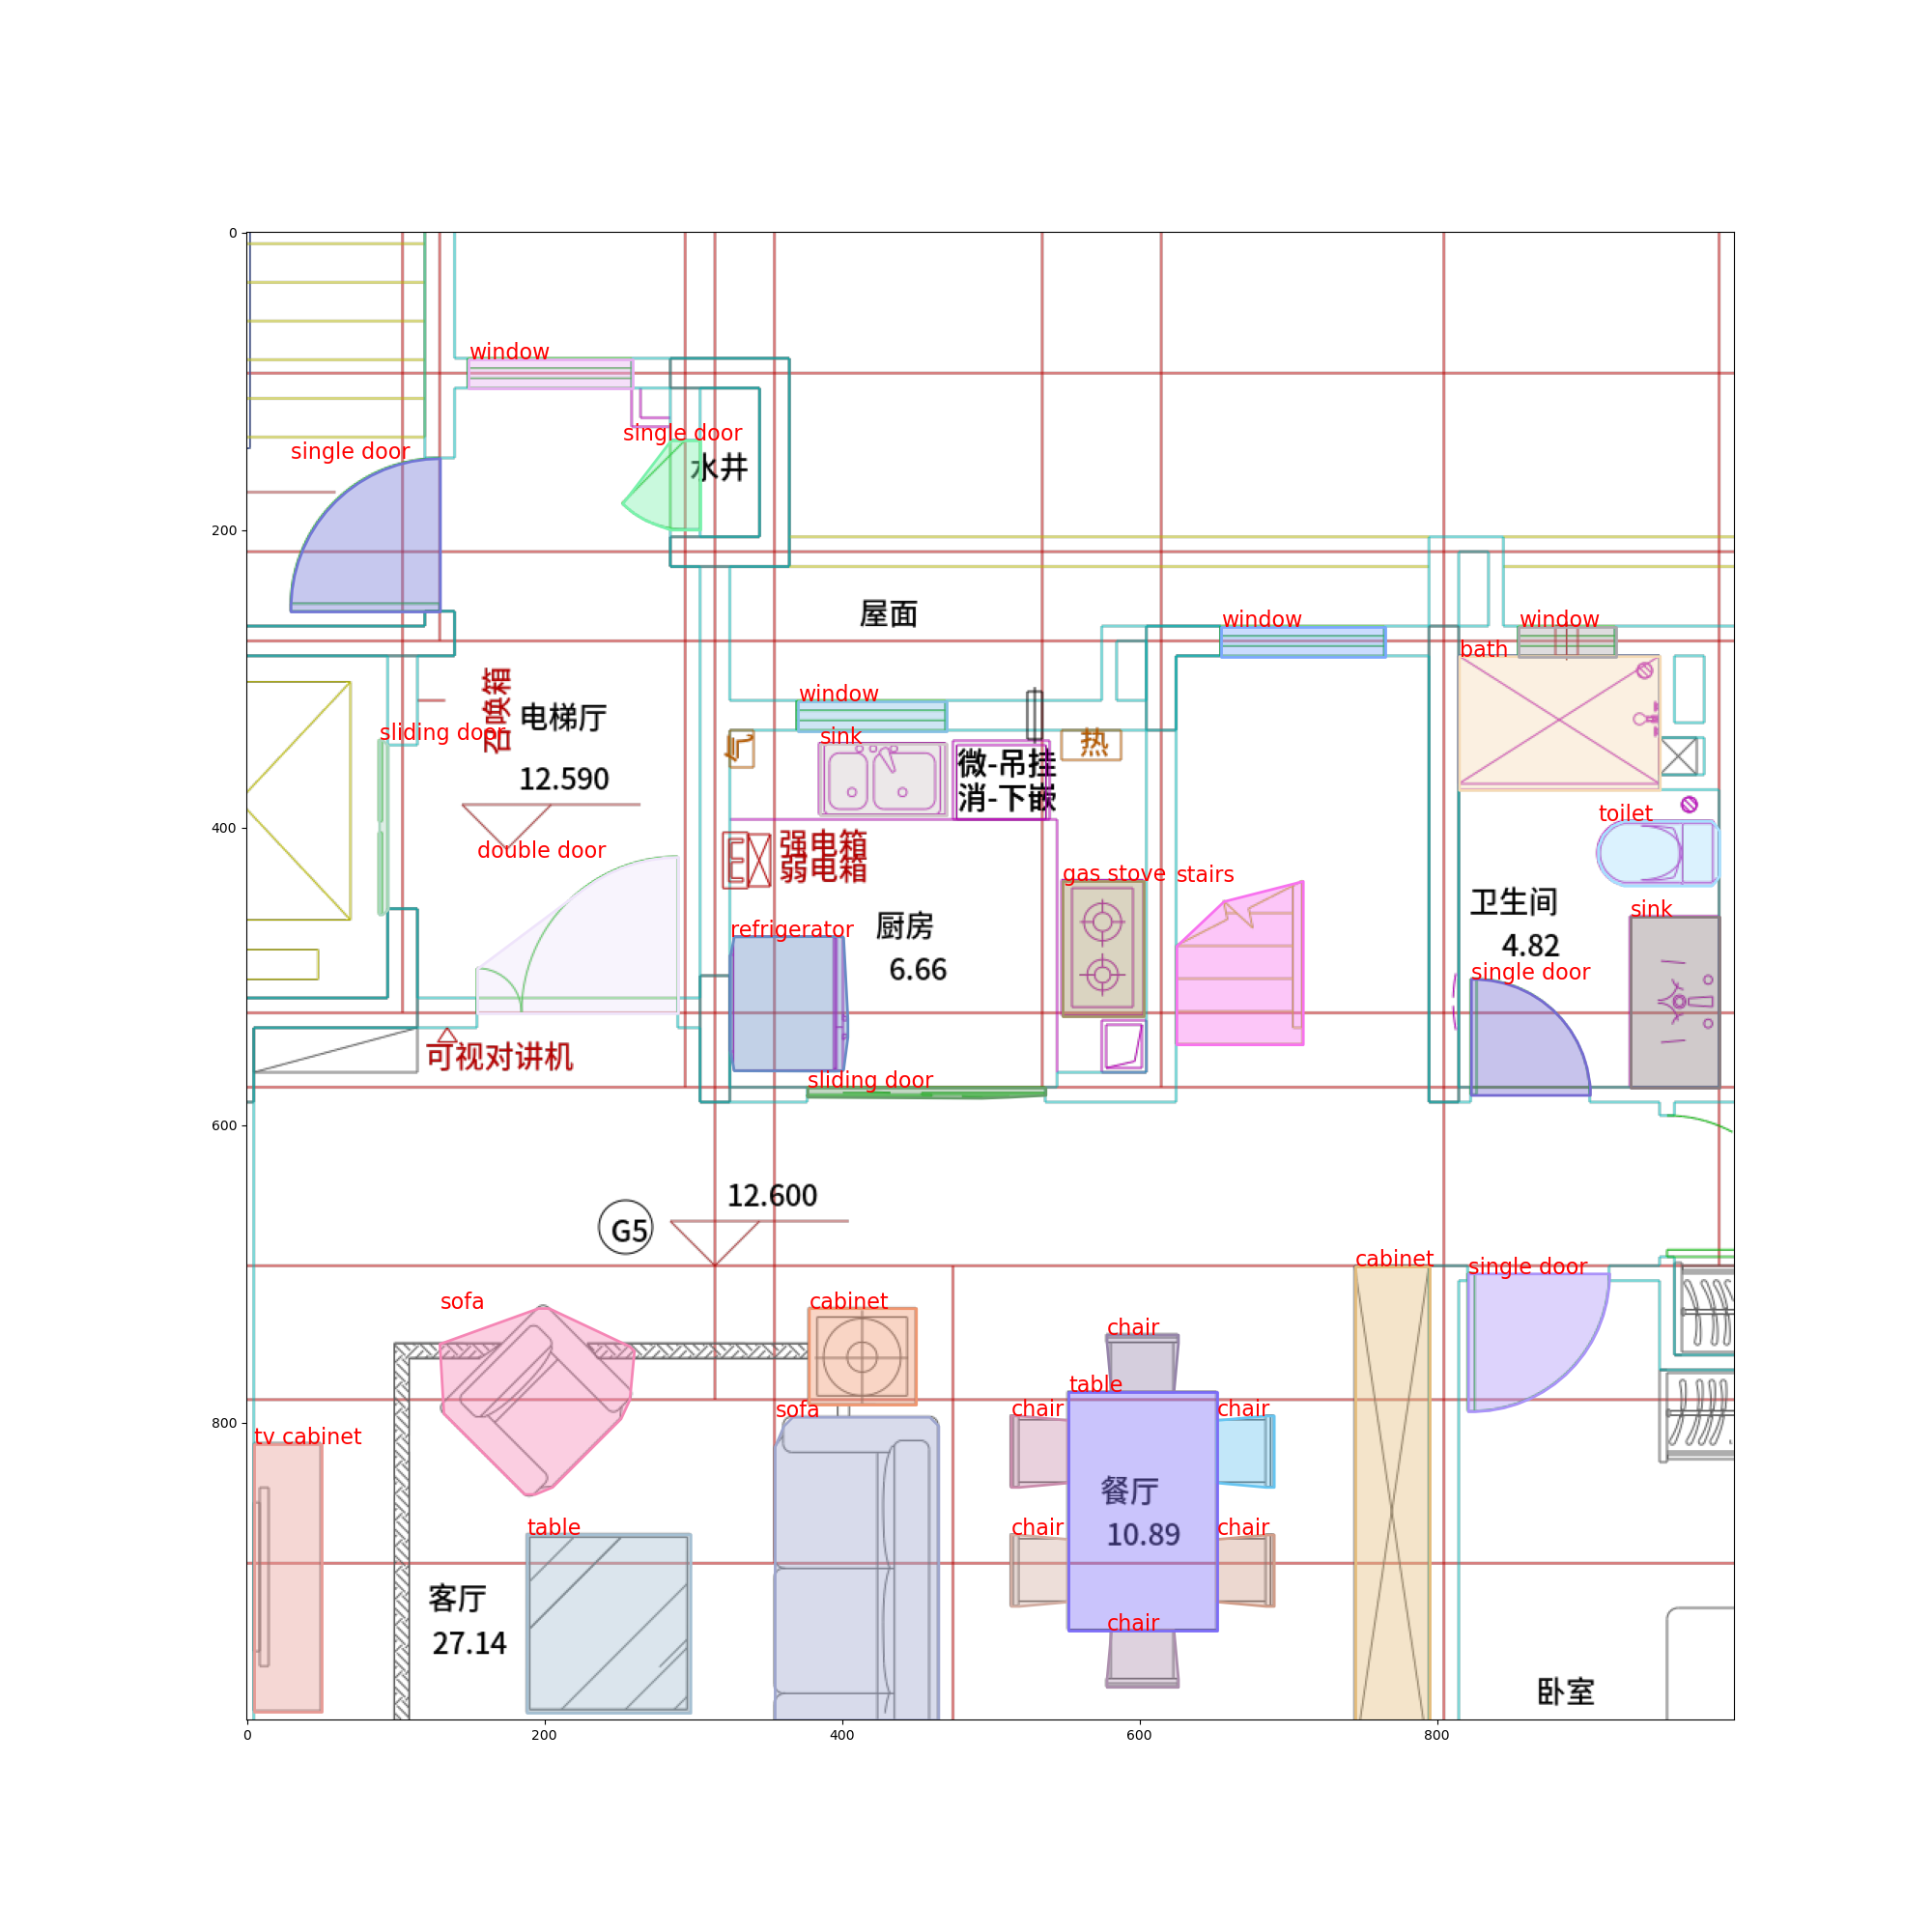 0
window
single door
single door
水井
200
屋面
window
window
bath
召唤箱
电梯厅
window
sliding door
sink
气
热
微-吊挂
12.590
消-下嵌
toilet
400
强电箱
double door
弱电箱
gas stove
stairs
卫生间
sink
refrigerator
厨房
4.82
6.66
single door
可视对讲机
sliding door
600
12.600
G5
cabinet
single door
sofa
cabinet
chair
table
800
sofa
chair
chair
tv cabinet
餐厅
table
chair
10.89
chair
客厅
chair
27.14
卧室
0
200
400
600
800